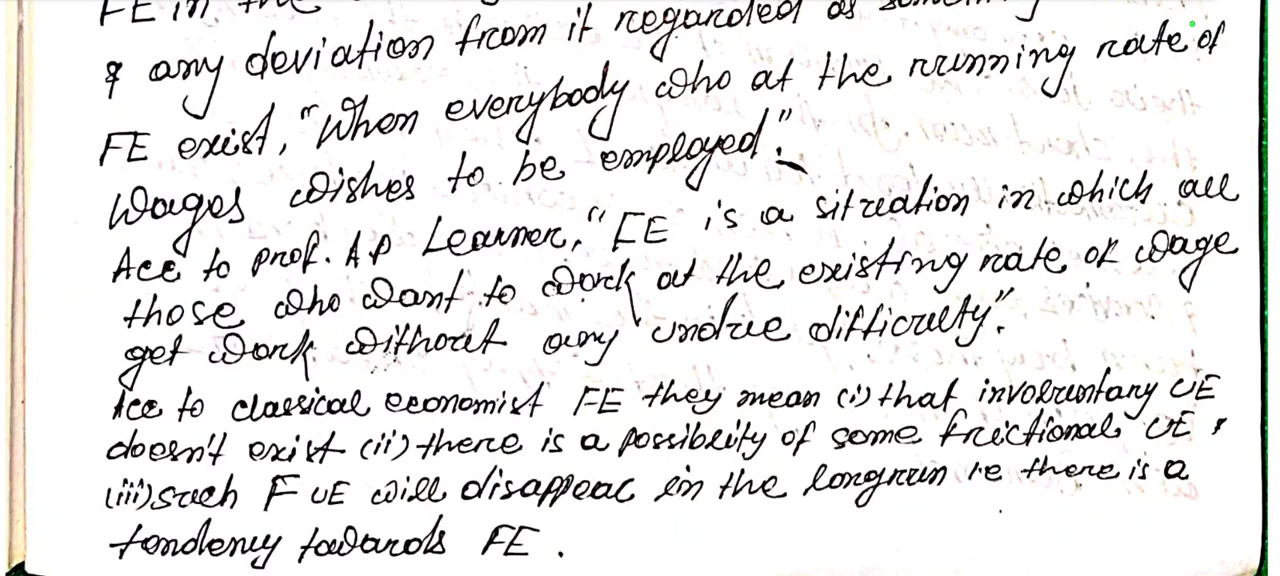 FE in the
& any deviation from it regarded as
FE exist, "When everybody who at the running rate of
Wages wishes to be employed".
Acc to prof. A.P Learner, "FE is a sitreation in which all
those who want to work at the existing rate of wage
get work without any undue difficulty".
Acc to classical economist FE they mean (i) that involuntary UE
doesn't exist (ii) there is a possiblity of some frictional UE &
(iii) such F UE will disappear in the longrun ie there is a
tendency towards FE.